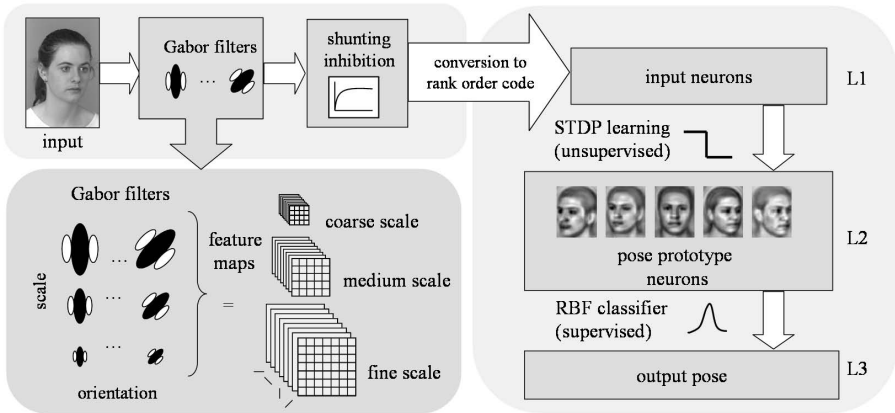 Gabor filters
...
shunting
inhibition
conversion to
rank order code
input neurons
L1
input
STDP learning
(unsupervised)
Gabor filters
scale
...
...
...
orientation
feature
maps
=
coarse scale
medium scale
fine scale
pose prototype
neurons
L2
RBF classifier
(supervised)
output pose
L3